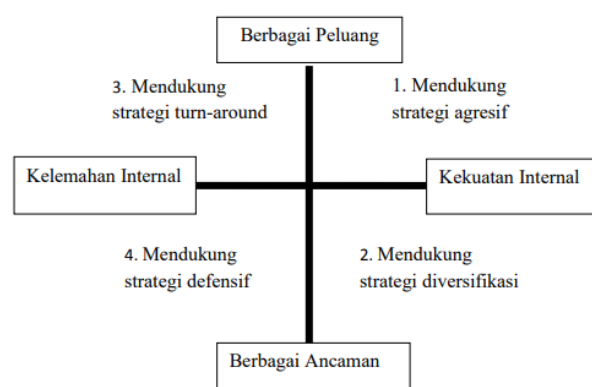 Berbagai Peluang
3. Mendukung
strategi turn-around
1. Mendukung
strategi agresif
Kelemahan Internal
Kekuatan Internal
4. Mendukung
strategi defensif
2. Mendukung
strategi diversifikasi
Berbagai Ancaman